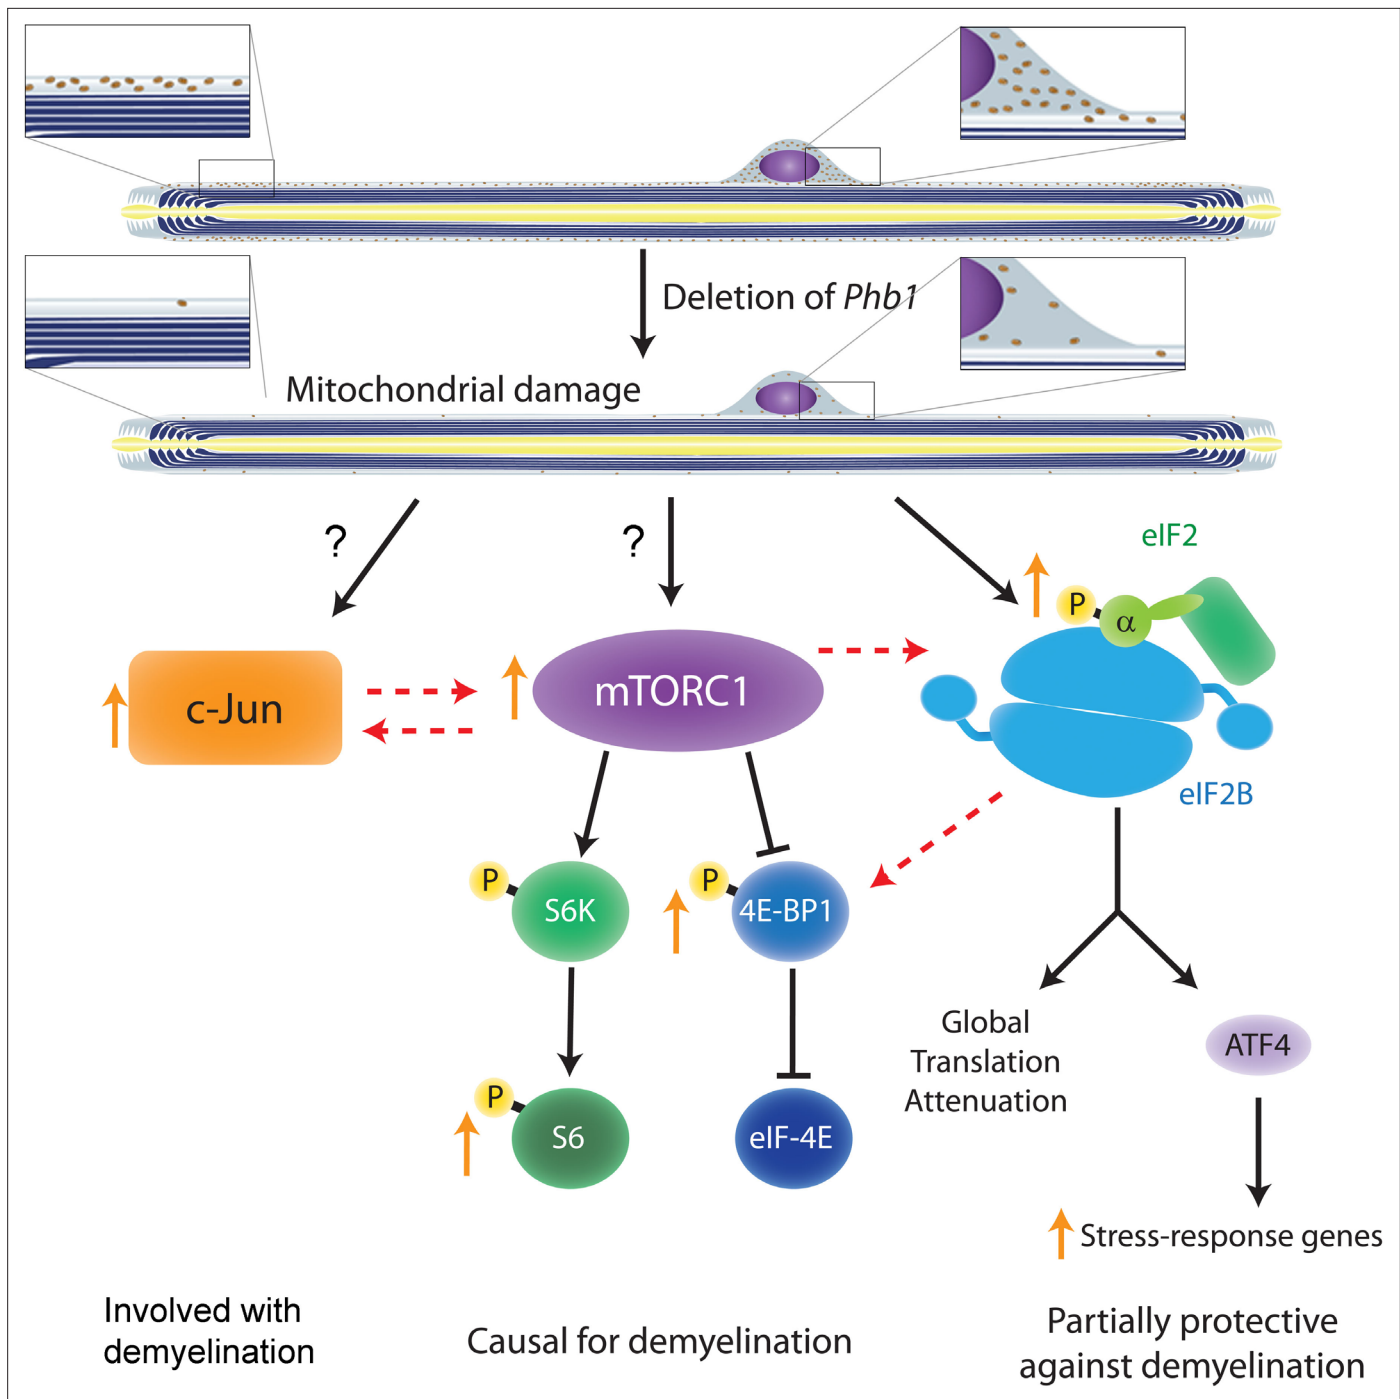 Deletion of Phb1
Mitochondrial damage
?
?
eIF2
P
α
c-Jun
mTORC1
eIF2B
P
S6K
P
4E-BP1
Global
Translation
Attenuation
ATF4
P
S6
eIF-4E
Stress-response genes
Involved with
demyelination
Causal for demyelination
Partially protective
against demyelination